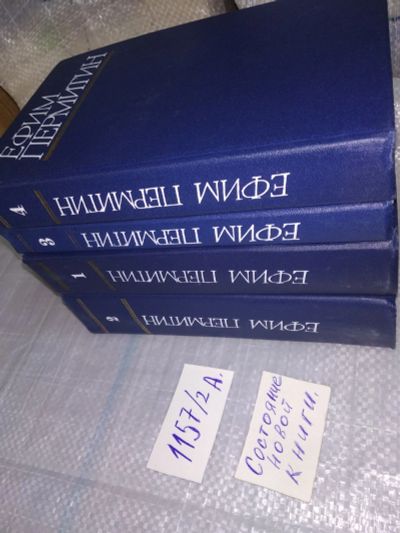 ЕФИМ
ПЕРМИТИН
4 ЕФИМ ПЕРМИТИН
3 ЕФИМ ПЕРМИТИН
1 ЕФИМ ПЕРМИТИН
2 ЕФИМ ПЕРМИТИН
1157/2А.
Состояние
новой
книги.